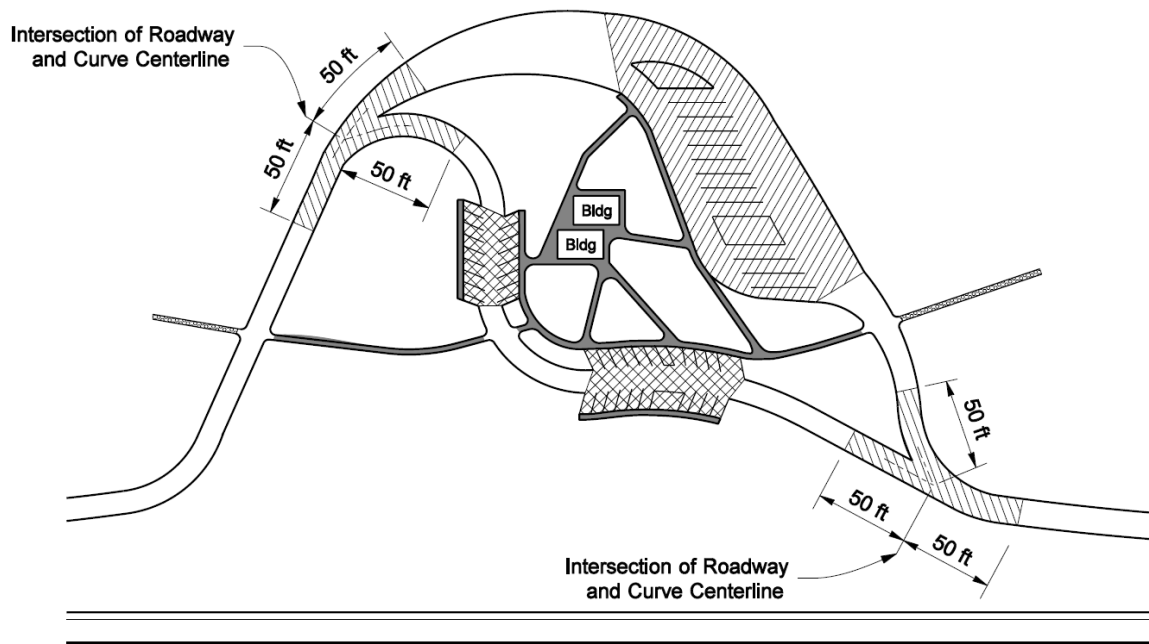 Intersection of Roadway
and Curve Centerline
50 ft
50 ft
50 ft
Bldg
Bldg
50 ft
50 ft
50 ft
Intersection of Roadway
and Curve Centerline